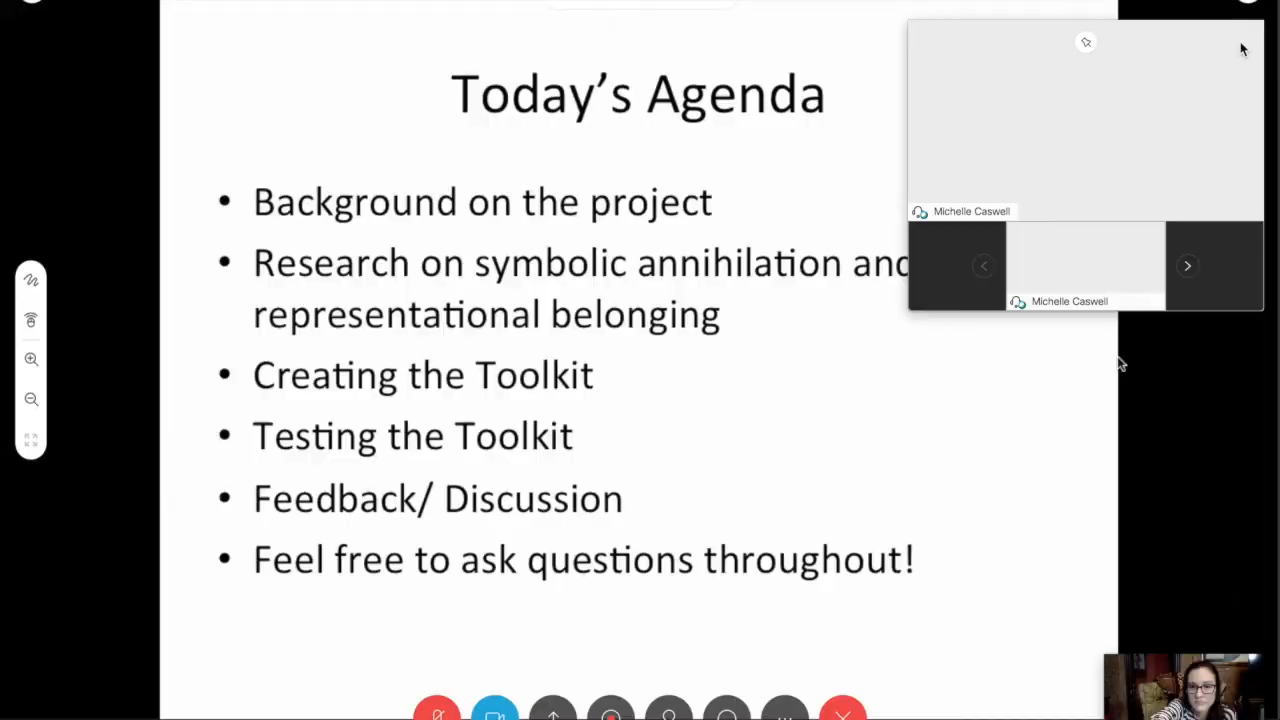 Today's Agenda
• Background on the project
• Research on symbolic annihilation and
representational belonging
• Creating the Toolkit
• Testing the Toolkit
• Feedback/ Discussion
• Feel free to ask questions throughout!
Michelle Caswell
Michelle Caswell